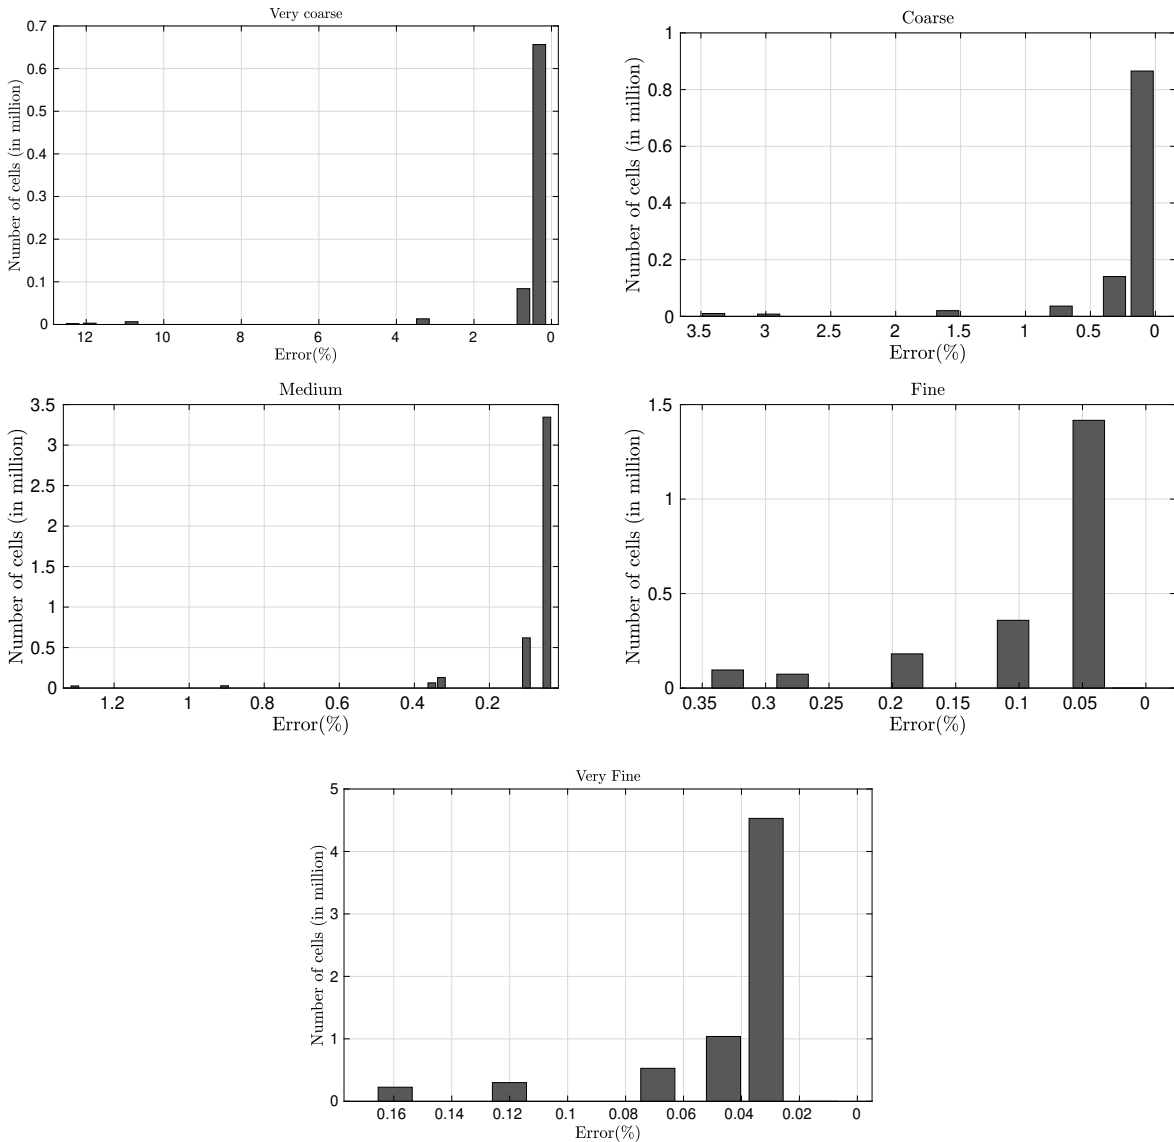 Very coarse
0.7
0.6
0.5
0.4
0.3
0.2
0.1
0
Number of cells (in million)
12 10 8 6 4 2 0
Error(%)
Coarse
1
0.8
0.6
0.4
0.2
0
Number of cells (in million)
3.5 3 2.5 2 1.5 1 0.5 0
Error(%)
Medium
3.5
3
2.5
2
1.5
1
0.5
0
Number of cells (in million)
1.2 1 0.8 0.6 0.4 0.2
Error(%)
Fine
1.5
1
0.5
0
Number of cells (in million)
0.35 0.3 0.25 0.2 0.15 0.1 0.05 0
Error(%)
Very Fine
5
4
3
2
1
0
Number of cells (in million)
0.16 0.14 0.12 0.1 0.08 0.06 0.04 0.02 0
Error(%)